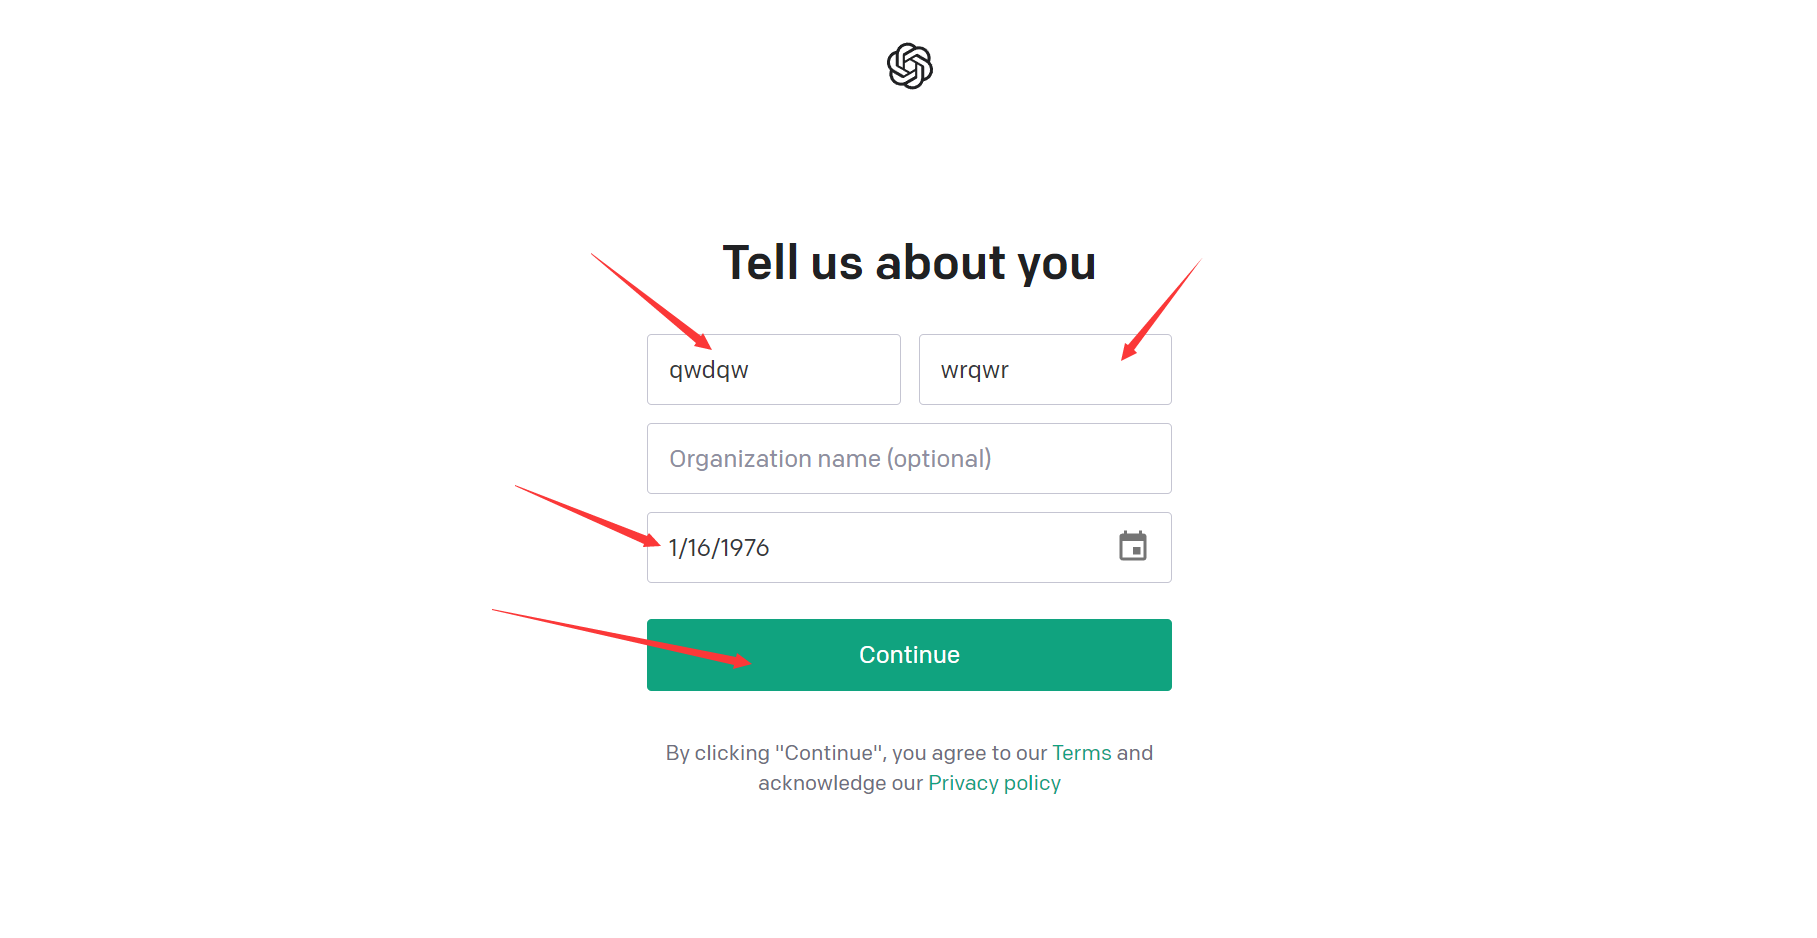 Tell us about you
qwdqw wrqwr
Organization name (optional)
1/16/1976
Continue
By clicking "Continue", you agree to our Terms and
acknowledge our Privacy policy